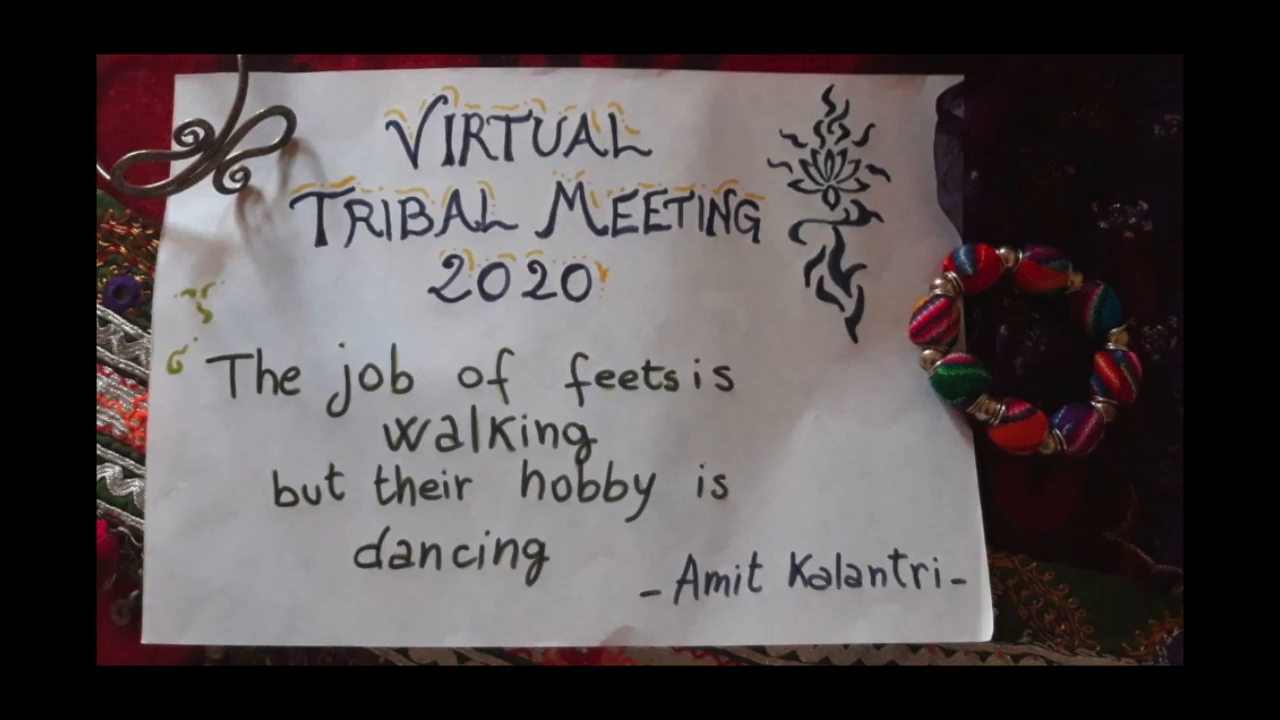 VIRTUAL
TRIBAL MEETING
2020
The job of feets is
walking
but their hobby is
dancing
- Amit Kalantri -